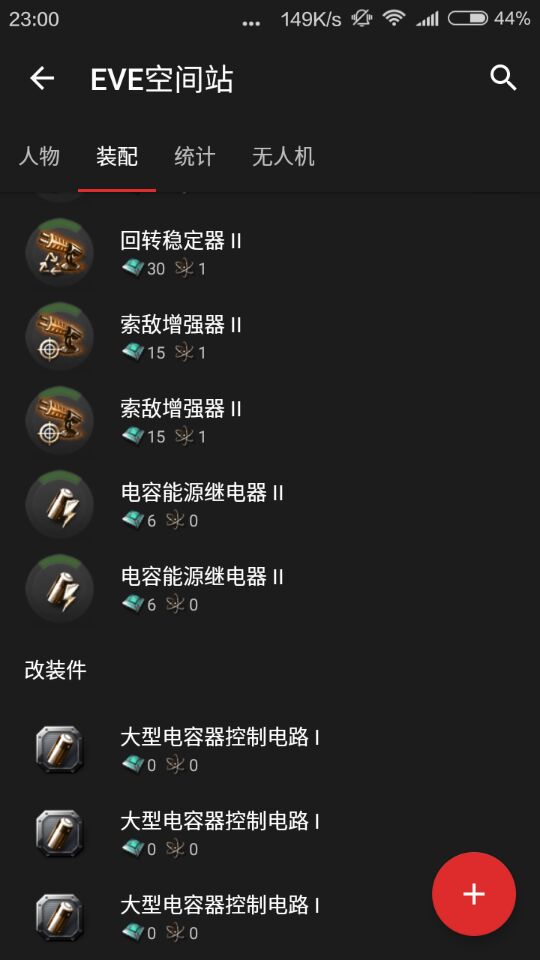 23:00 ... 149K/s 44%
EVE空间站
人物 装配 统计 无人机
回转稳定器 II
30 1
索敌增强器 II
15 1
索敌增强器 II
15 1
电容能源继电器 II
6 0
电容能源继电器 II
6 0
改装件
大型电容器控制电路 I
0 0
大型电容器控制电路 I
0 0
大型电容器控制电路 I
0 0